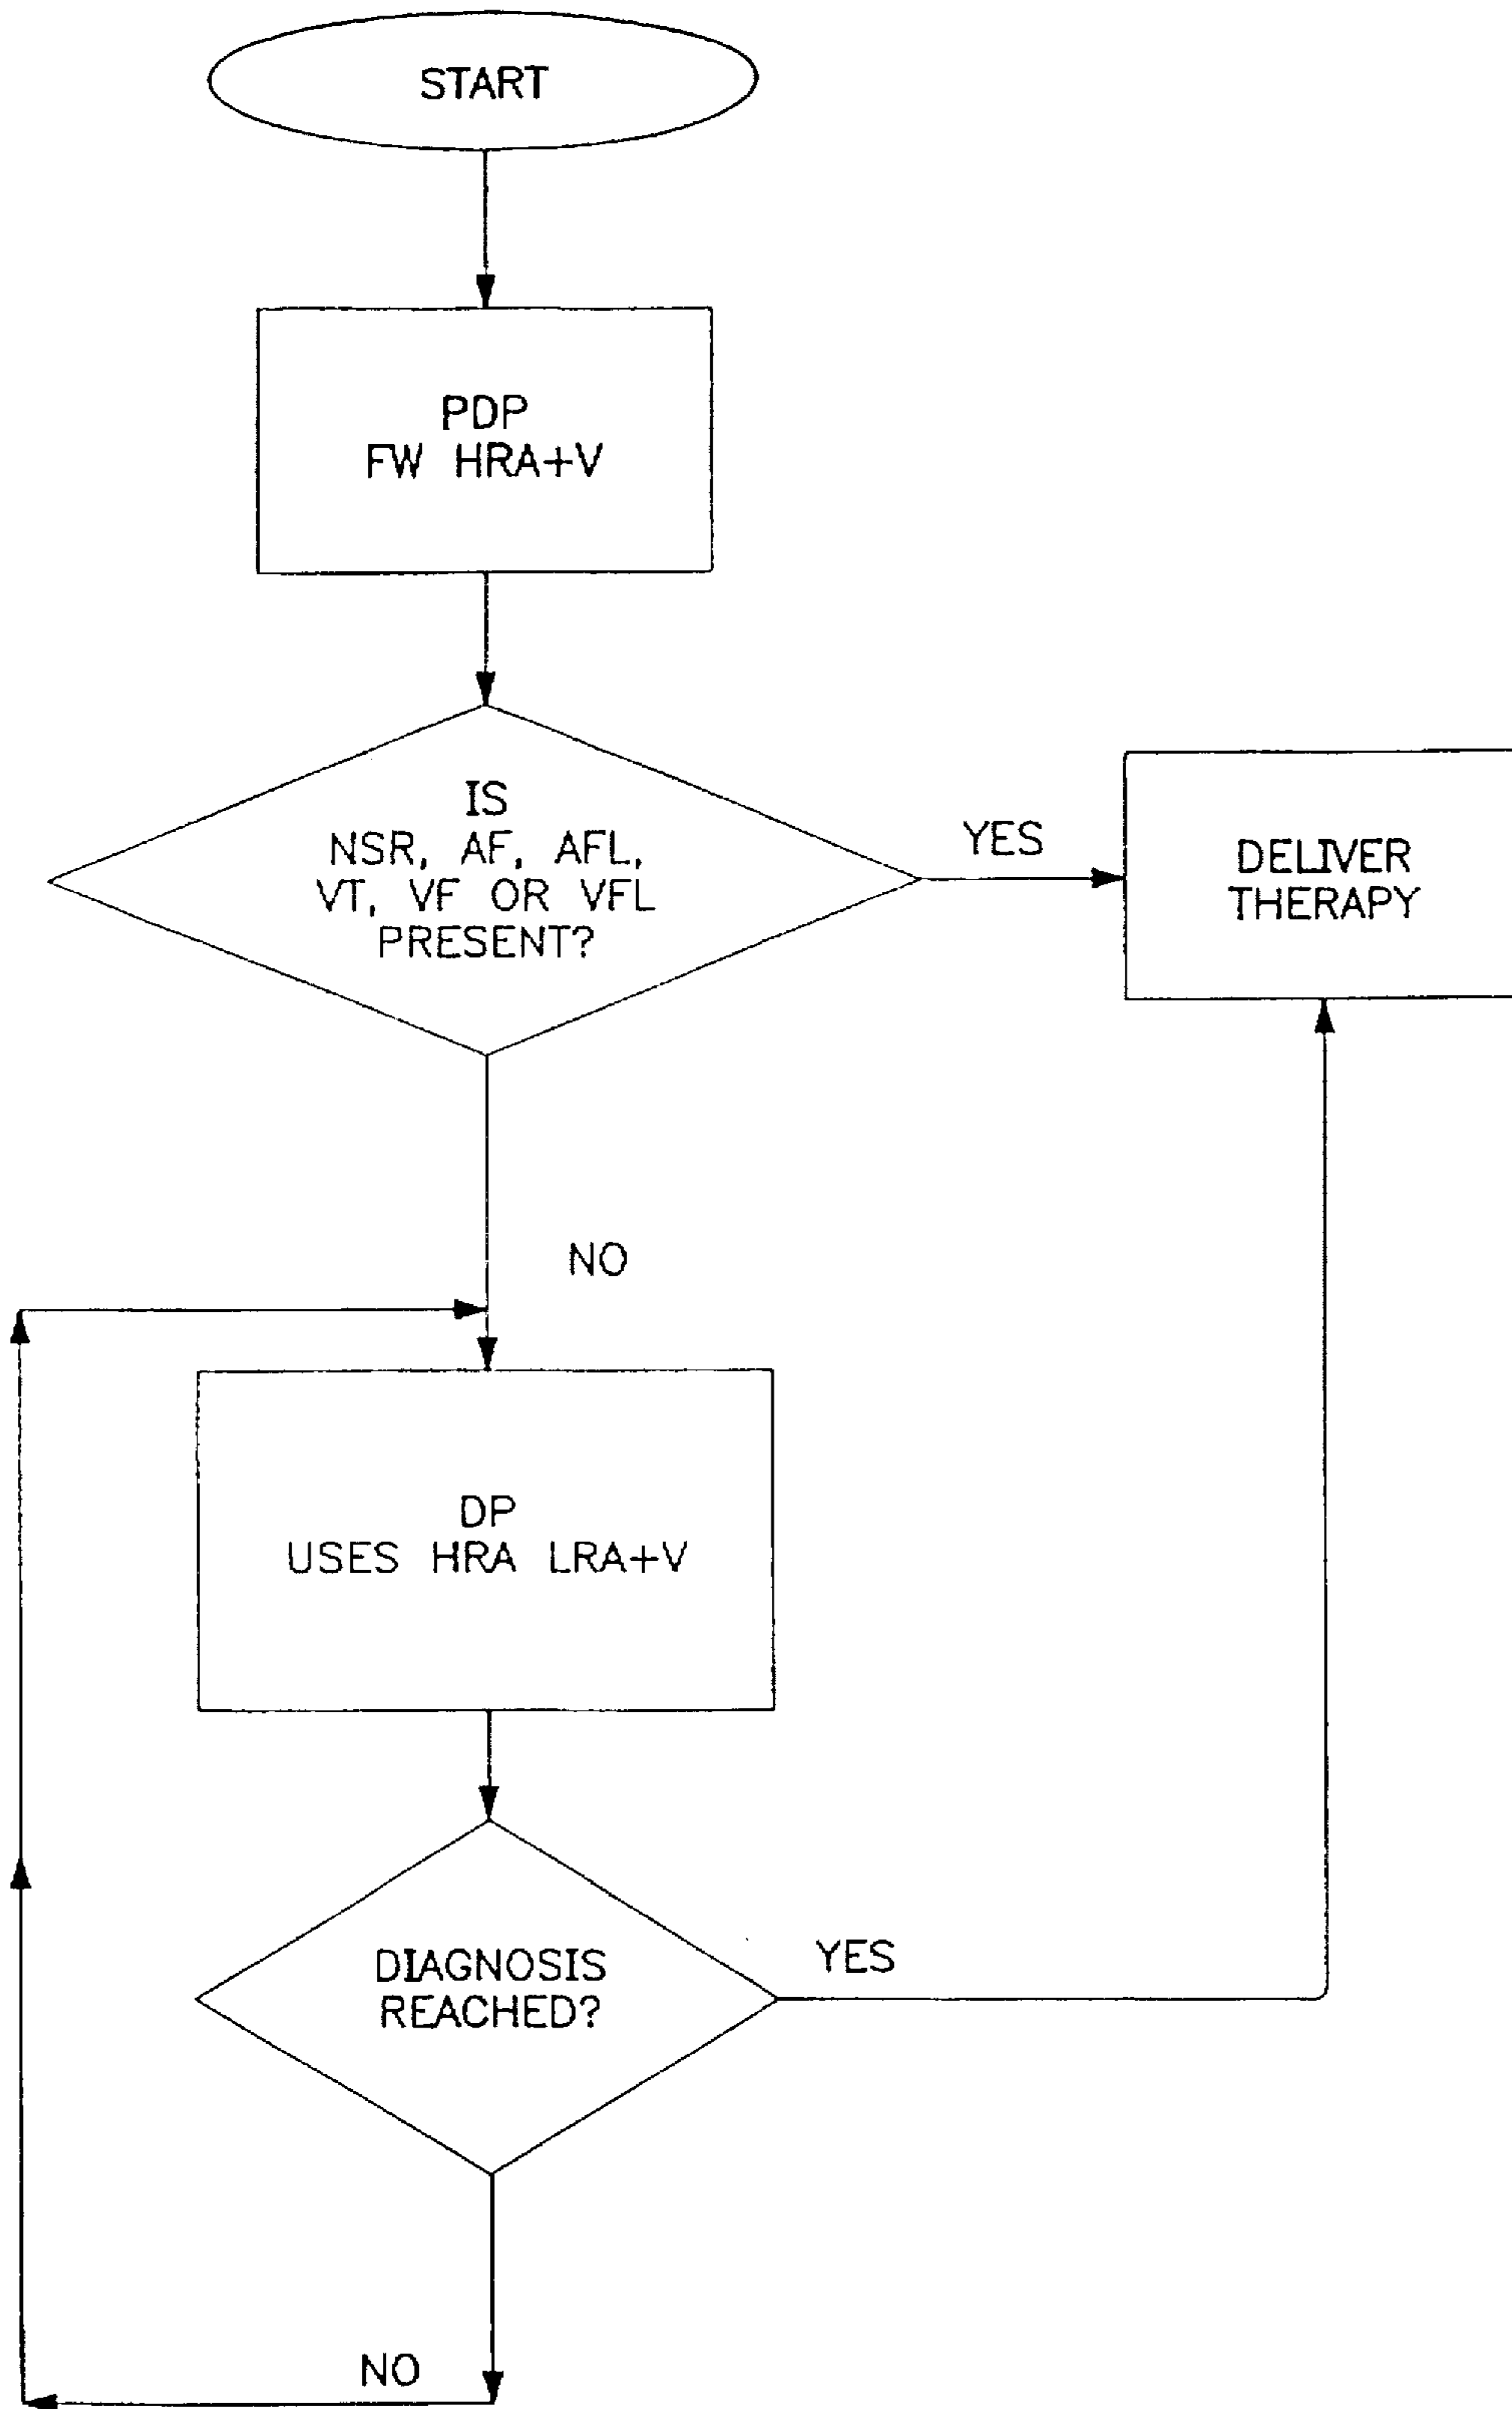 START
PDP
FW HRA+V
IS
NSR, AF, AFL,
VT, VF OR VFL
PRESENT?
YES
DELIVER
THERAPY
NO
DP
USES HRA LRA+V
DIAGNOSIS
REACHED?
YES
NO